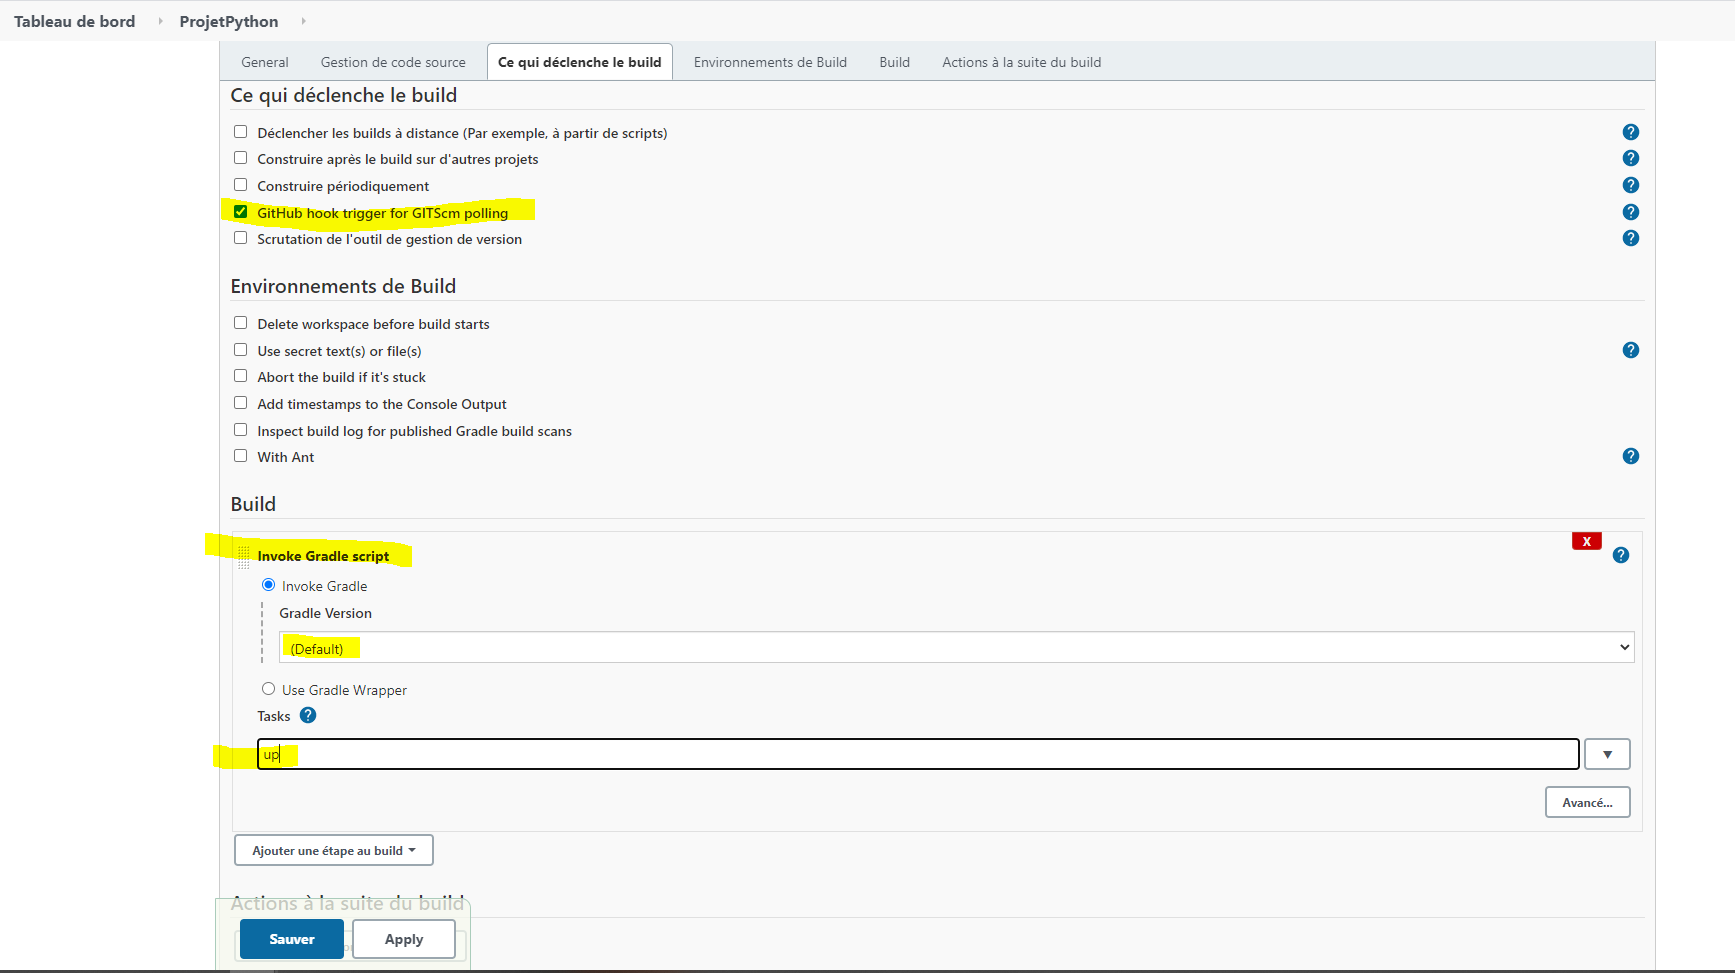 Tableau de bord ProjetPython
General Gestion de code source Ce qui déclenche le build Environnements de Build Build Actions à la suite du build
Ce qui déclenche le build
Déclencher les builds à distance (Par exemple, à partir de scripts) ?
Construire après le build sur d'autres projets ?
Construire périodiquement ?
GitHub hook trigger for GITScm polling ?
Scrutation de l'outil de gestion de version ?
Environnements de Build
Delete workspace before build starts
Use secret text(s) or file(s) ?
Abort the build if it's stuck
Add timestamps to the Console Output
Inspect build log for published Gradle build scans
With Ant ?
Build
X
Invoke Gradle script ?
Invoke Gradle
Gradle Version
(Default)
Use Gradle Wrapper
Tasks ?
up
Avancé...
Ajouter une étape au build
Actions à la suite du build
Sauver Apply